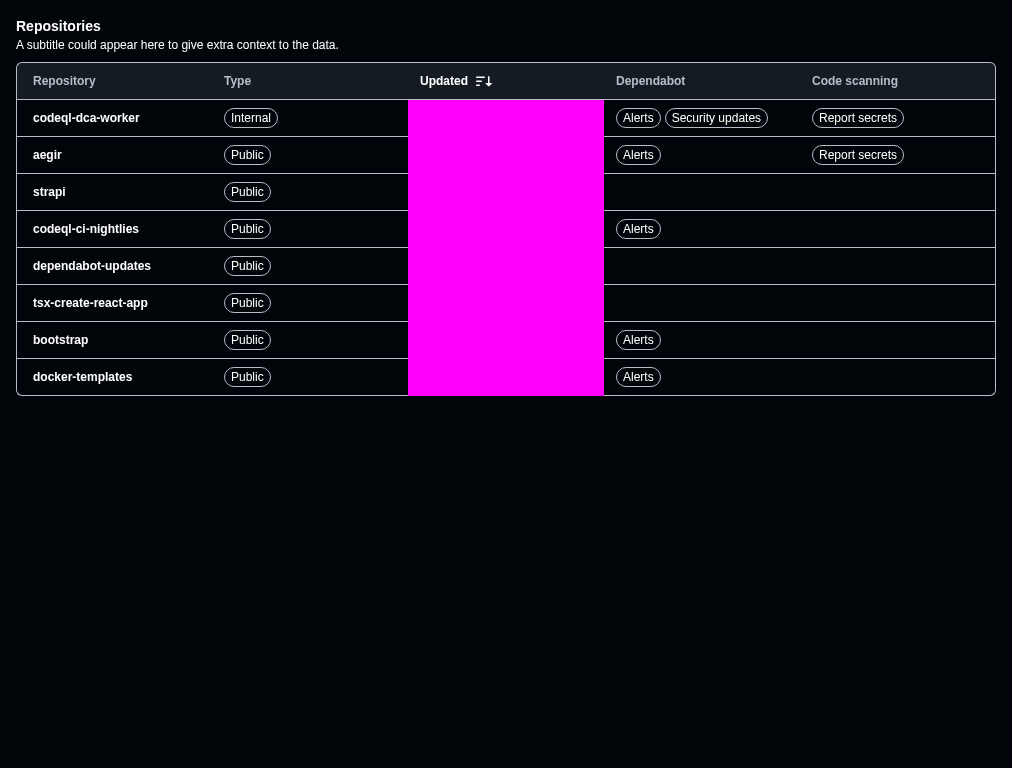 Repositories
A subtitle could appear here to give extra context to the data.
Repository Type Updated Dependabot Code scanning
codeql-dca-worker Internal Alerts Security updates Report secrets
aegir Public Alerts Report secrets
strapi Public
codeql-ci-nightlies Public Alerts
dependabot-updates Public
tsx-create-react-app Public
bootstrap Public Alerts
docker-templates Public Alerts